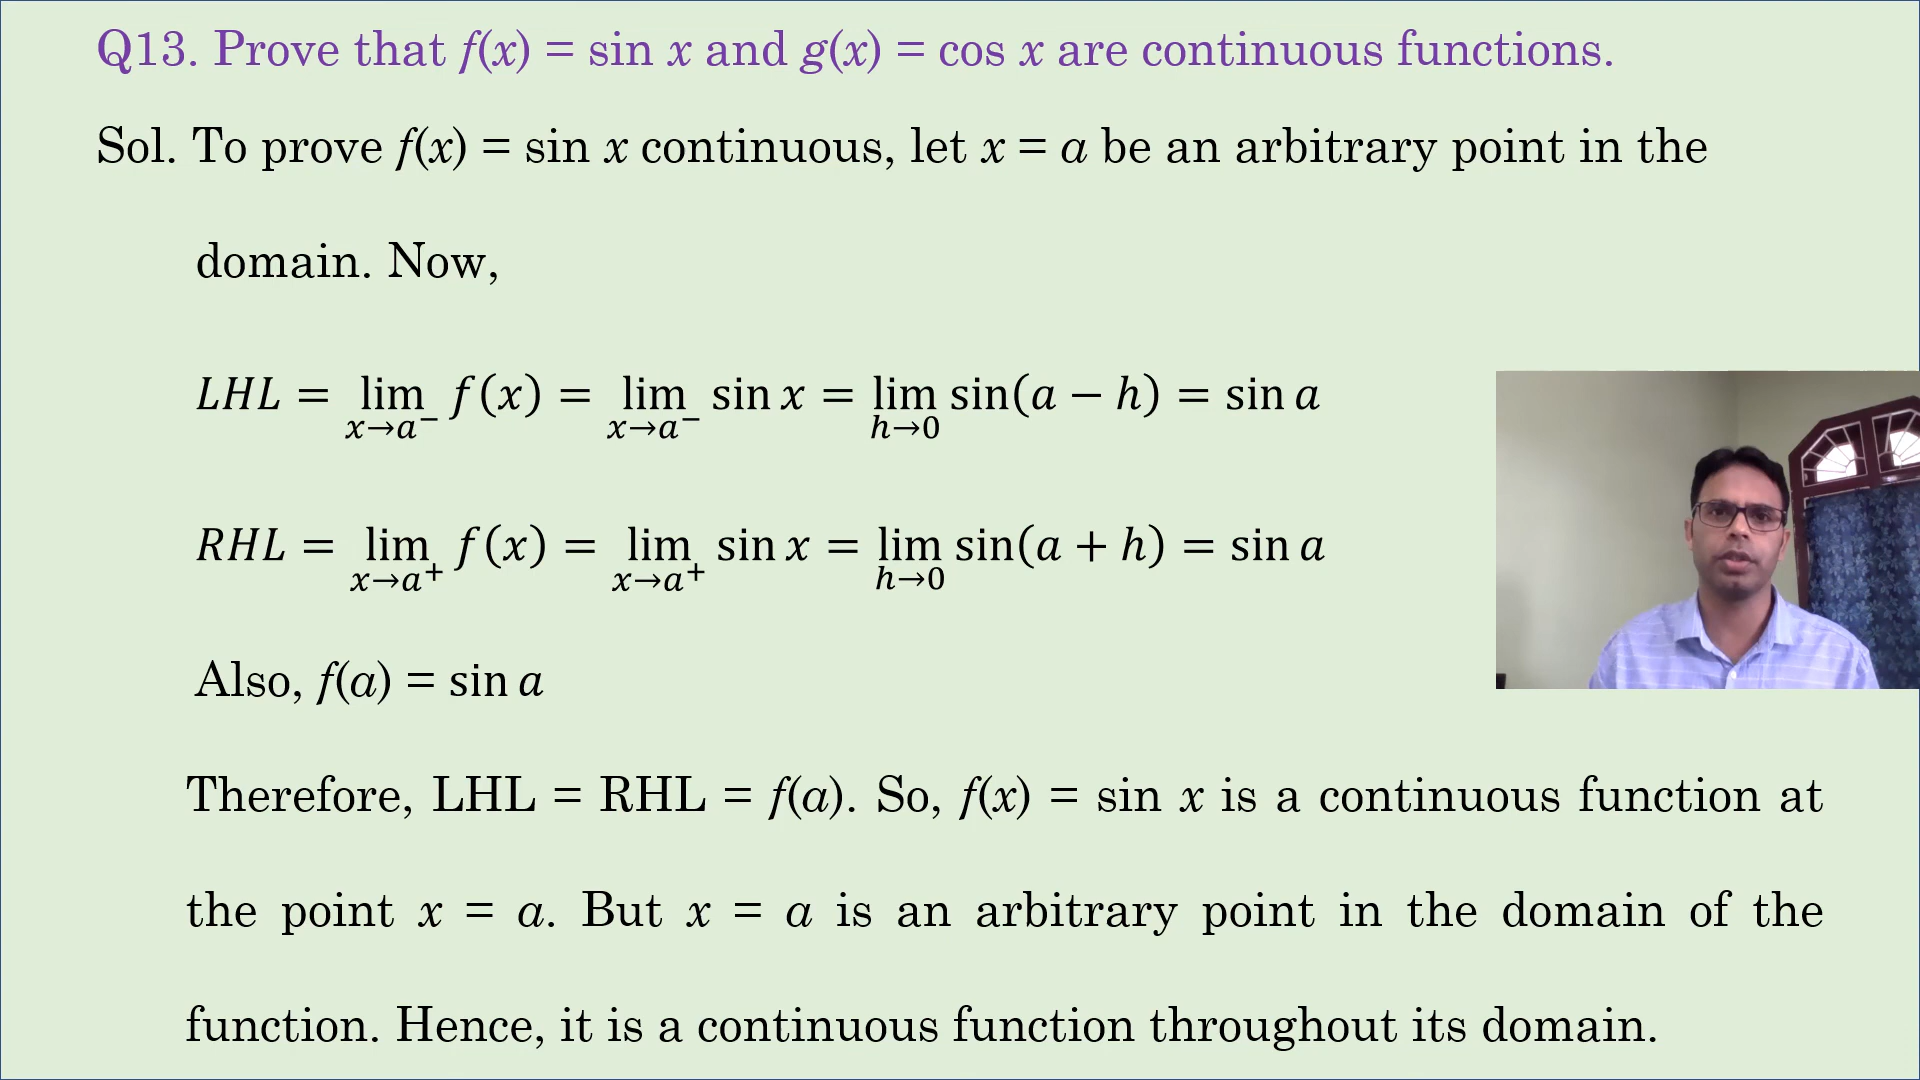 Q13. Prove that f(x) = sin x and g(x) = cos x are continuous functions.
Sol. To prove f(x) = sin x continuous, let x = a be an arbitrary point in the
domain. Now,
LHL = lim_{x→a⁻} f(x) = lim_{x→a⁻} sin x = lim_{h→0} sin(a − h) = sin a
RHL = lim_{x→a⁺} f(x) = lim_{x→a⁺} sin x = lim_{h→0} sin(a + h) = sin a
Also, f(a) = sin a
Therefore, LHL = RHL = f(a). So, f(x) = sin x is a continuous function at
the point x = a. But x = a is an arbitrary point in the domain of the
function. Hence, it is a continuous function throughout its domain.